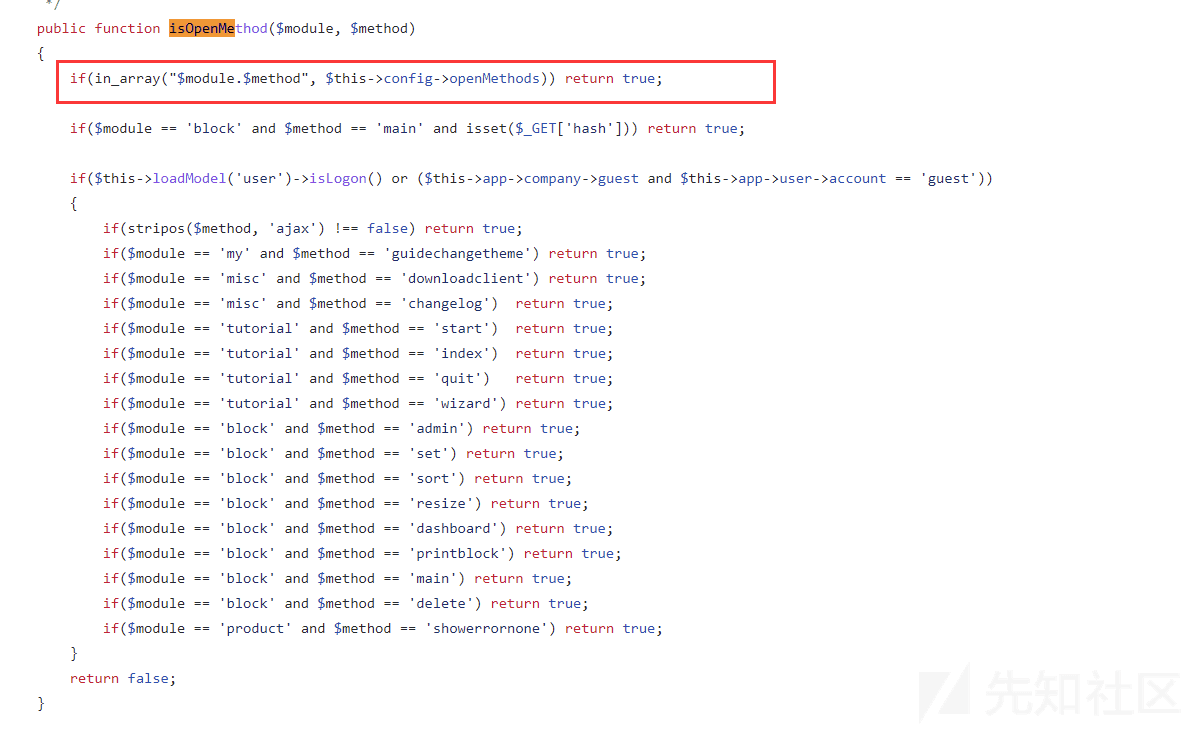 */
public function isOpenMethod($module, $method)
{
    if(in_array("$module.$method", $this->config->openMethods)) return true;
    if($module == 'block' and $method == 'main' and isset($_GET['hash'])) return true;
    if($this->loadModel('user')->isLogon() or ($this->app->company->guest and $this->app->user->account == 'guest'))
    {
        if(stripos($method, 'ajax') !== false) return true;
        if($module == 'my' and $method == 'guidechangetheme') return true;
        if($module == 'misc' and $method == 'downloadclient') return true;
        if($module == 'misc' and $method == 'changelog')  return true;
        if($module == 'tutorial' and $method == 'start')  return true;
        if($module == 'tutorial' and $method == 'index')  return true;
        if($module == 'tutorial' and $method == 'quit')   return true;
        if($module == 'tutorial' and $method == 'wizard') return true;
        if($module == 'block' and $method == 'admin') return true;
        if($module == 'block' and $method == 'set') return true;
        if($module == 'block' and $method == 'sort') return true;
        if($module == 'block' and $method == 'resize') return true;
        if($module == 'block' and $method == 'dashboard') return true;
        if($module == 'block' and $method == 'printblock') return true;
        if($module == 'block' and $method == 'main') return true;
        if($module == 'block' and $method == 'delete') return true;
        if($module == 'product' and $method == 'showerrornone') return true;
    }
    return false;
}
先知社区